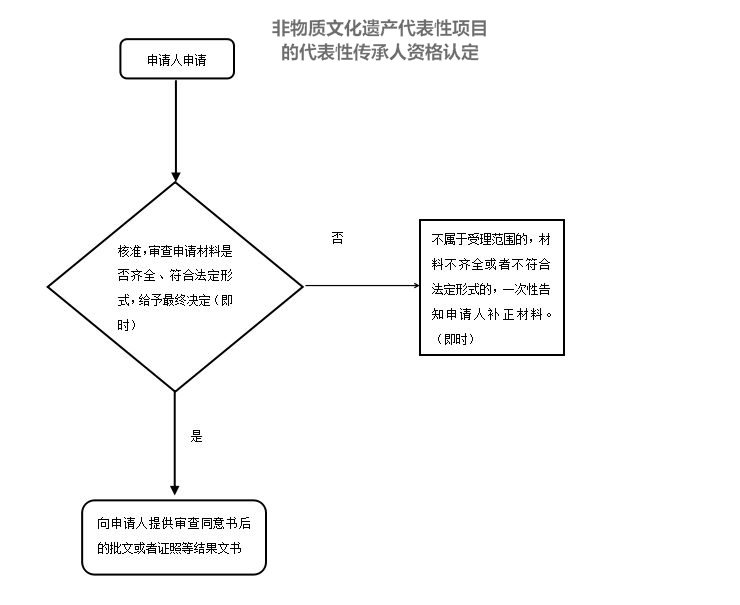 非物质文化遗产代表性项目
的代表性传承人资格认定
申请人申请
核准，审查申请材料是
否齐全、符合法定形
式，给予最终决定（即
时）
否
不属于受理范围的，材
料不齐全或者不符合
法定形式的，一次性告
知申请人补正材料。
（即时）
是
向申请人提供审查同意书后
的批文或者证照等结果文书